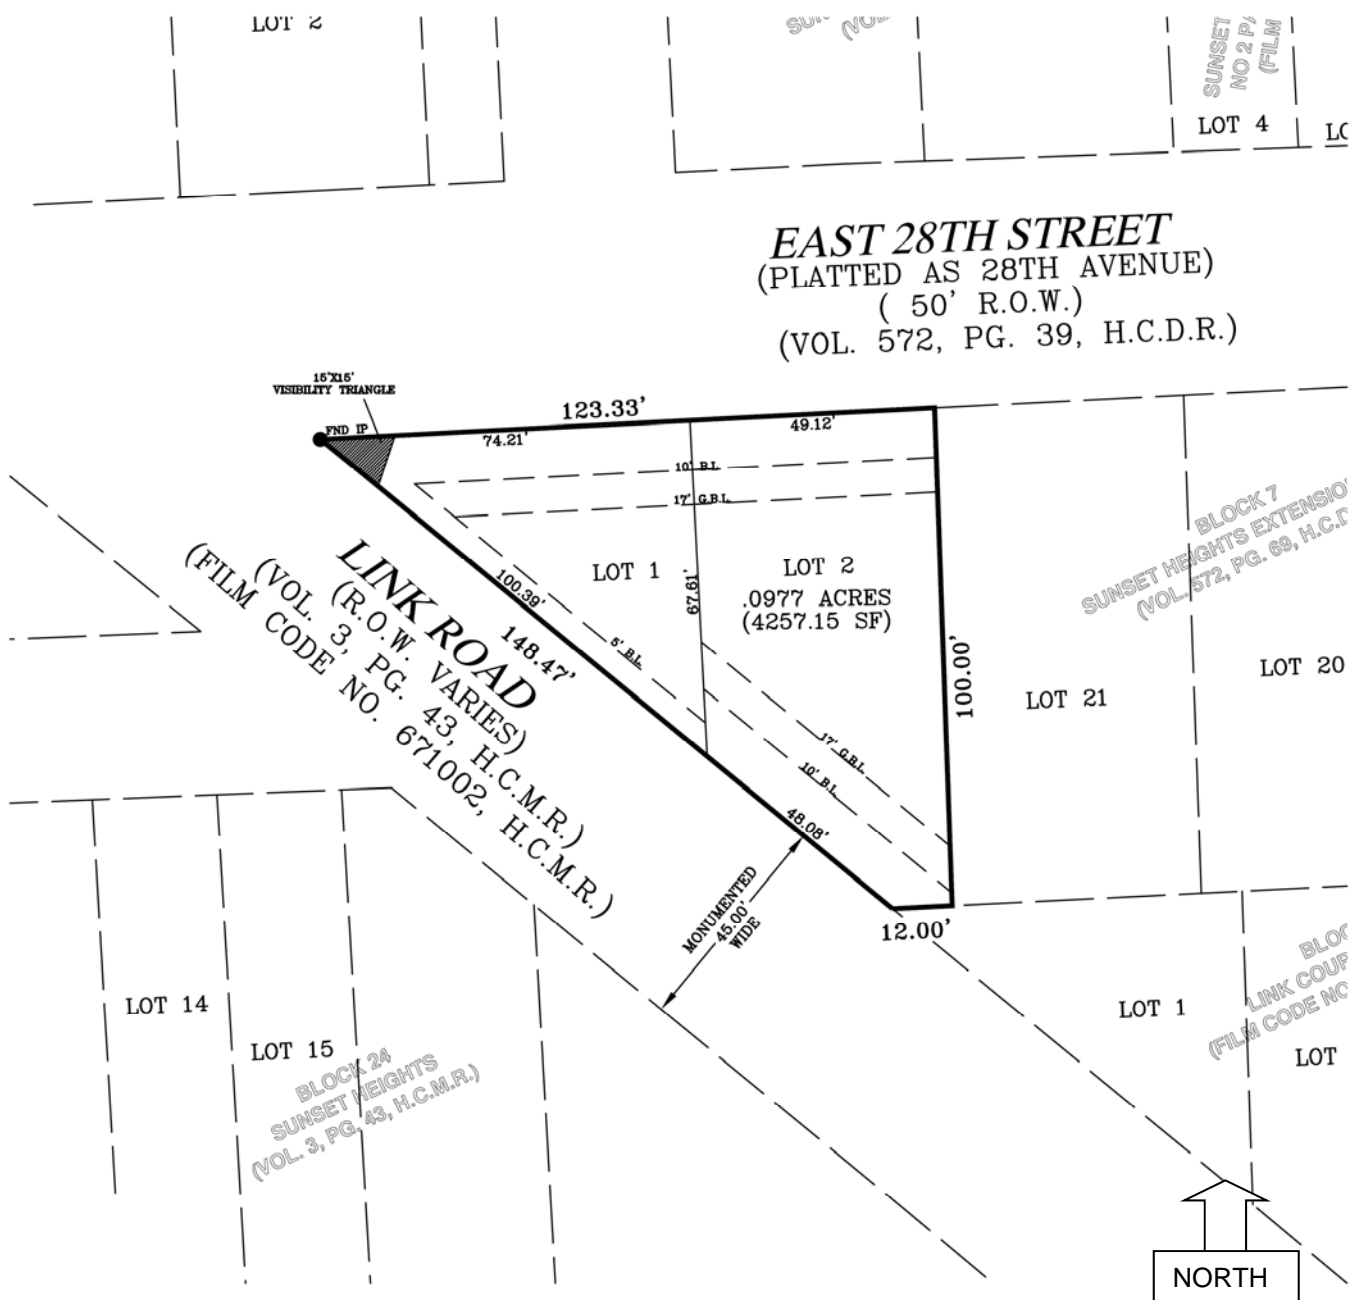 LOT 2
SUNSET
NO 2
(FILM
LOT 4
EAST 28TH STREET
(PLATTED AS 28TH AVENUE)
( 50' R.O.W.)
(VOL. 572, PG. 39, H.C.D.R.)
15'X15'
VISIBILITY TRIANGLE
FND IP
123.33'
74.21'
49.12'
10' B.L.
17' G.B.L.
LOT 1
LOT 2
.0977 ACRES
(4257.15 SF)
67.61'
100.39'
148.47'
5' B.L.
17' G.B.L.
10' B.L.
48.08'
100.00'
12.00'
LINK ROAD
(R.O.W. VARIES)
(VOL. 3, PG. 43, H.C.M.R.)
(FILM CODE NO. 671002, H.C.M.R.)
MONUMENTED
45.00'
WIDE
BLOCK 7
SUNSET HEIGHTS EXTENSIO
(VOL. 572, PG. 69, H.C.D
LOT 21
LOT 20
LOT 14
LOT 15
BLOCK 24
SUNSET HEIGHTS
(VOL. 3, PG. 43, H.C.M.R.)
LOT 1
LINK COUR
(FILM CODE NO
LOT
NORTH